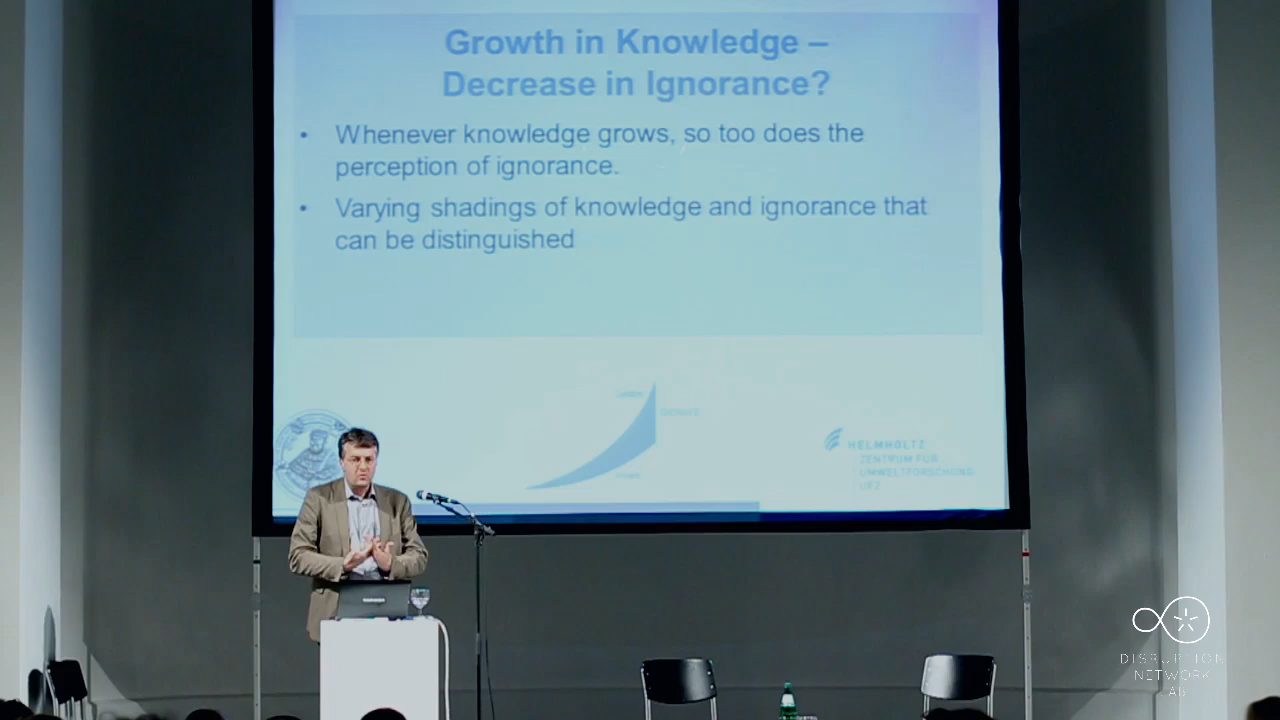 Growth in Knowledge –
Decrease in Ignorance?
• Whenever knowledge grows, so too does the
perception of ignorance.
• Varying shadings of knowledge and ignorance that
can be distinguished
HELMHOLTZ
ZENTRUM FÜR
UMWELTFORSCHUNG
UFZ
DISRUPTION
NETWORK
LAB